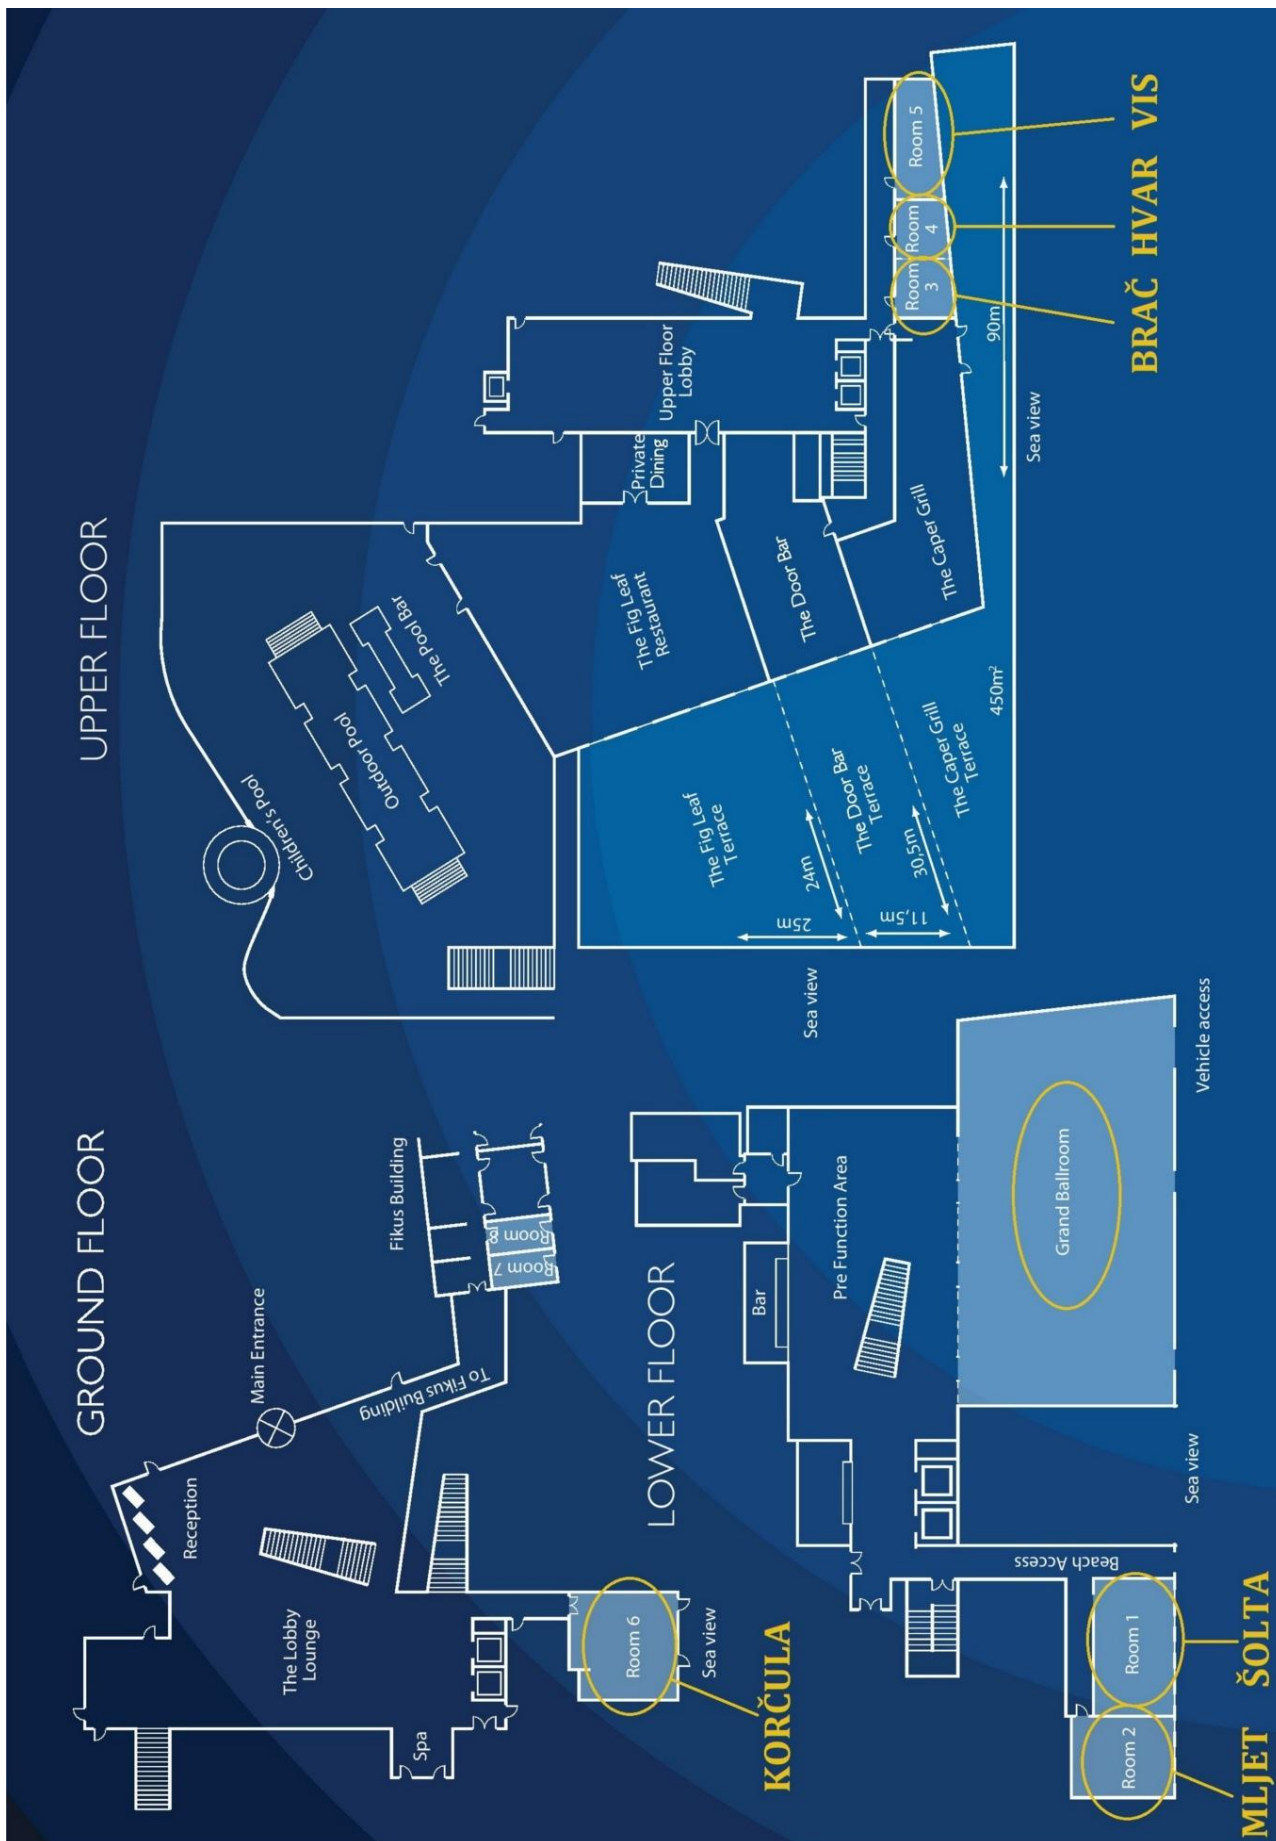 GROUND FLOOR
Reception
Main Entrance
The Lobby
Lounge
Spa
To Fikus Building
Fikus Building
Room 7
Room 8
Room 6
Sea view
KORČULA
UPPER FLOOR
Children's Pool
Outdoor Pool
The Pool Bar
The Fig Leaf
Restaurant
Private
Dining
Upper Floor
Lobby
The Door Bar
The Caper Grill
The Fig Leaf
Terrace
The Door Bar
Terrace
The Caper Grill
Terrace
24m
25m
30,5m
11,5m
450m²
90m
Sea view
Sea view
Room
3
Room
4
Room 5
BRAČ HVAR VIS
LOWER FLOOR
Bar
Pre Function Area
Grand Ballroom
Beach Access
Room 2
Room 1
Sea view
Vehicle access
MLJET ŠOLTA